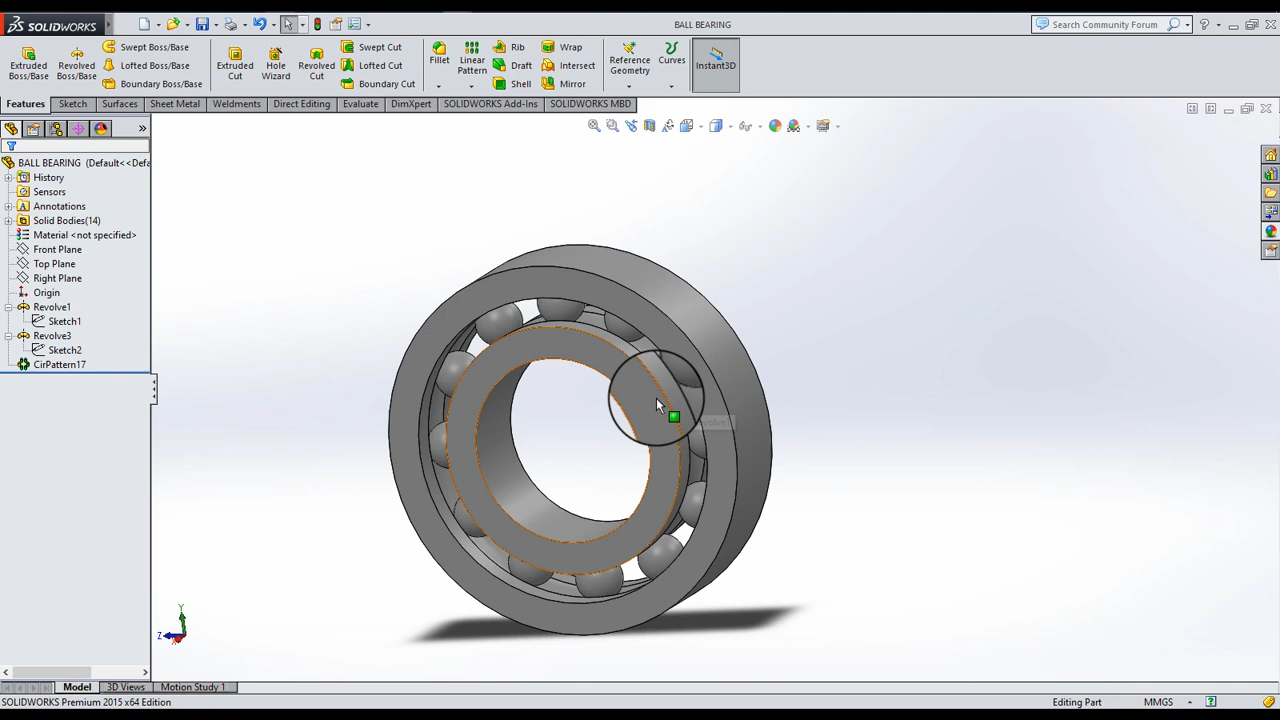 SOLIDWORKS
BALL BEARING
Search Community Forum
Extruded Boss/Base
Revolved Boss/Base
Swept Boss/Base
Lofted Boss/Base
Boundary Boss/Base
Extruded Cut
Hole Wizard
Revolved Cut
Swept Cut
Lofted Cut
Boundary Cut
Fillet
Linear Pattern
Rib
Draft
Shell
Wrap
Intersect
Mirror
Reference Geometry
Curves
Instant3D
Features
Sketch
Surfaces
Sheet Metal
Weldments
Direct Editing
Evaluate
DimXpert
SOLIDWORKS Add-Ins
SOLIDWORKS MBD
BALL BEARING (Default<<Defa
History
Sensors
Annotations
Solid Bodies(14)
Material <not specified>
Front Plane
Top Plane
Right Plane
Origin
Revolve1
Sketch1
Revolve3
Sketch2
CirPattern17
Y
Z
Model
3D Views
Motion Study 1
SOLIDWORKS Premium 2015 x64 Edition
Editing Part
MMGS